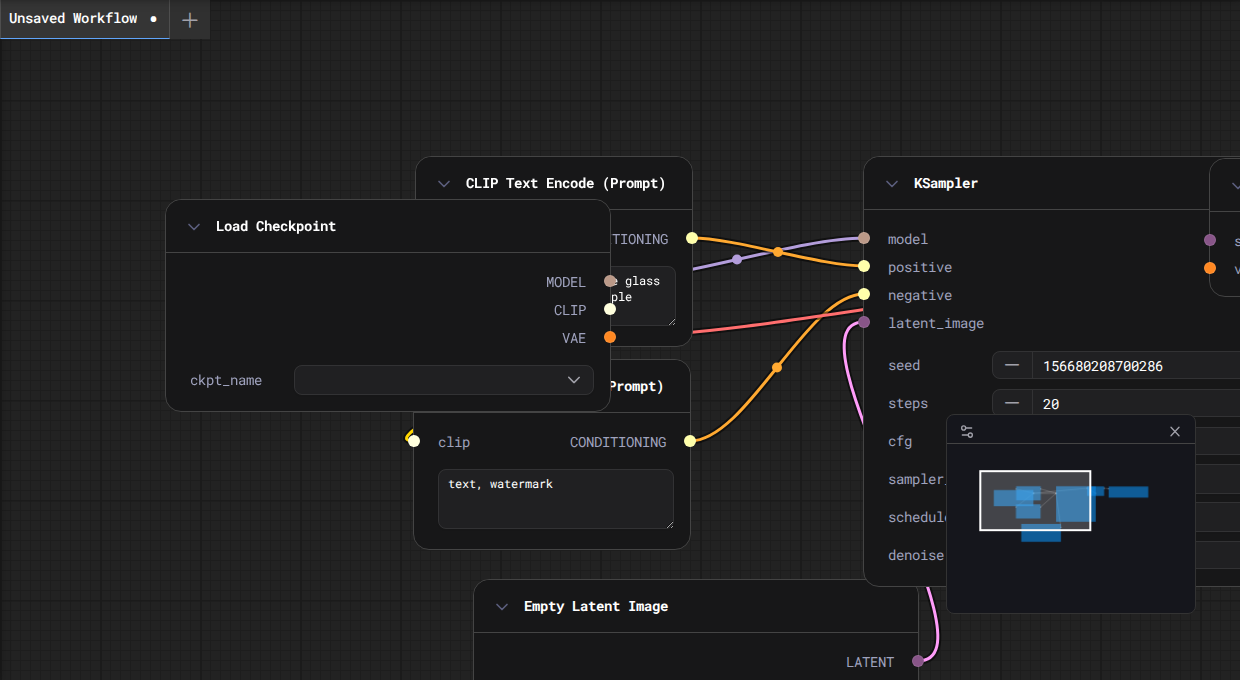 Unsaved Workflow
CLIP Text Encode (Prompt)
KSampler
Load Checkpoint
TIONING
model
MODEL
glass
positive
CLIP
ple
negative
VAE
latent_image
seed
156680208700286
ckpt_name
Prompt)
steps
20
clip
CONDITIONING
cfg
text, watermark
sampler_
schedule
denoise
Empty Latent Image
LATENT